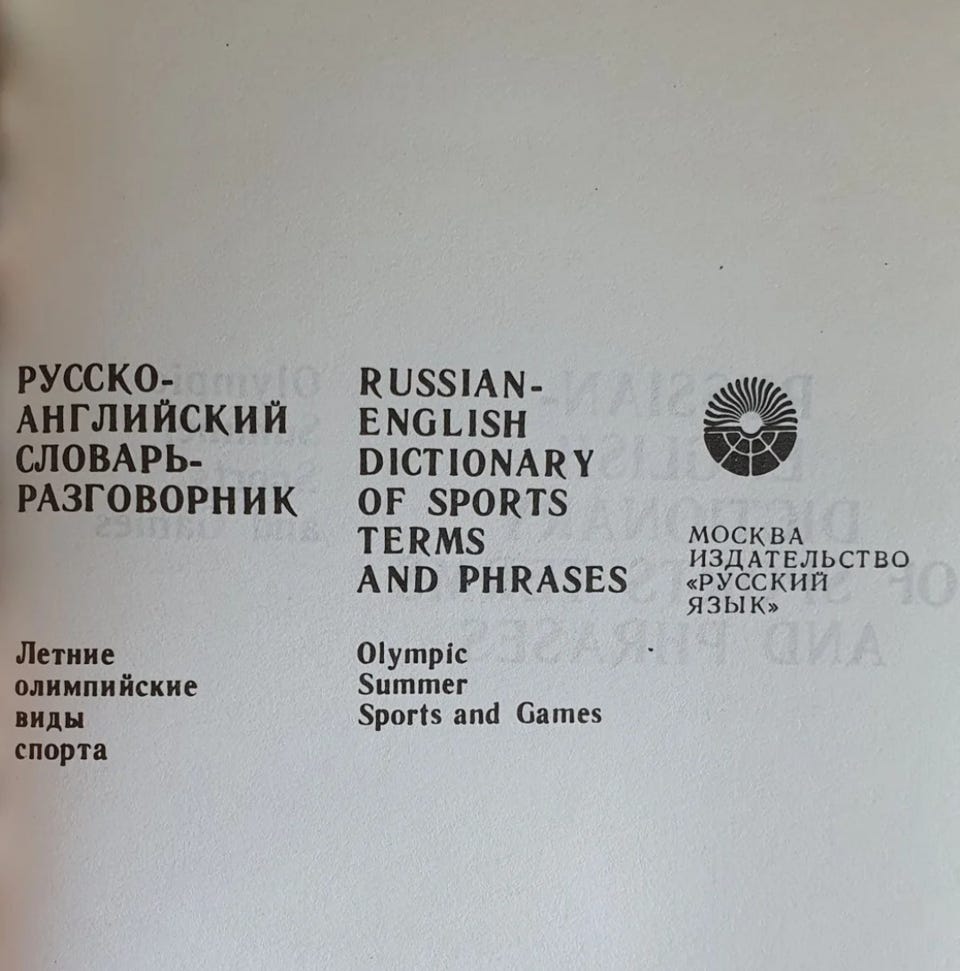 РУССКО-
АНГЛИЙСКИЙ
СЛОВАРЬ-
РАЗГОВОРНИК
Летние
олимпийские
виды
спорта
RUSSIAN-
ENGLISH
DICTIONARY
OF SPORTS
TERMS
AND PHRASES
Olympic
Summer
Sports and Games
МОСКВА
ИЗДАТЕЛЬСТВО
«РУССКИЙ
ЯЗЫК»